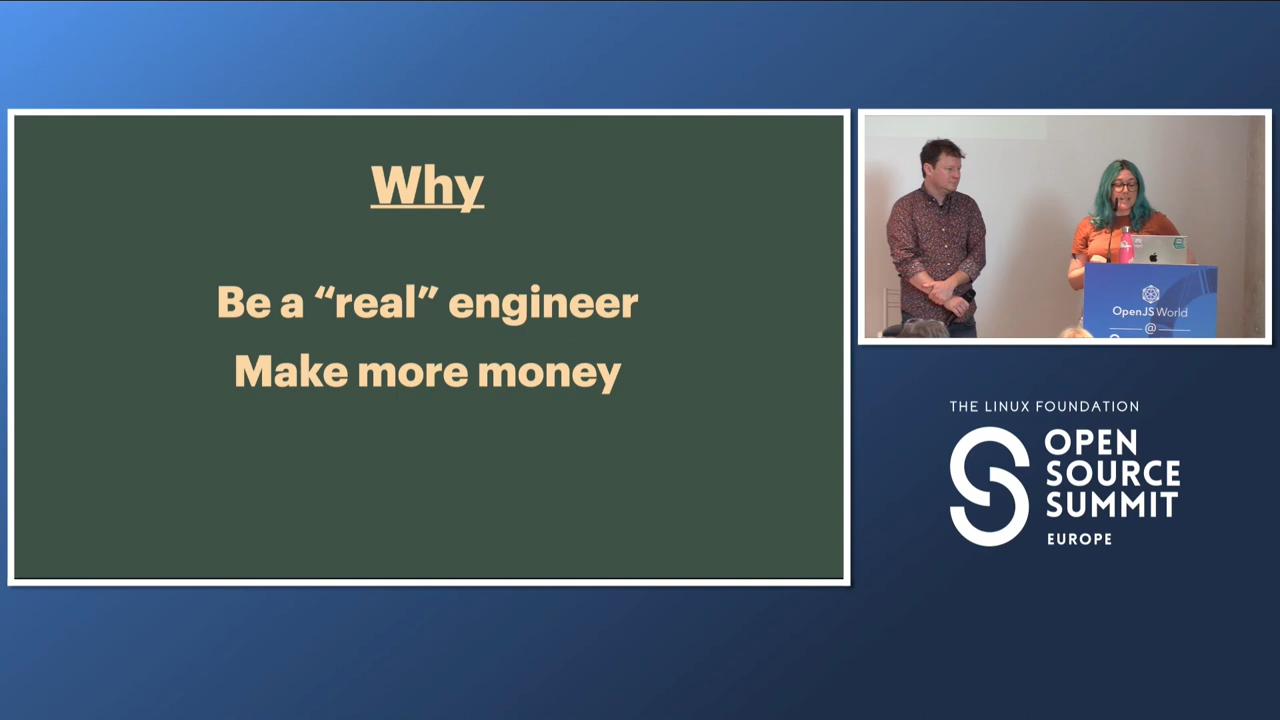 Why
Be a “real” engineer
Make more money
OpenJS World
@
THE LINUX FOUNDATION
OPEN
SOURCE
SUMMIT
EUROPE